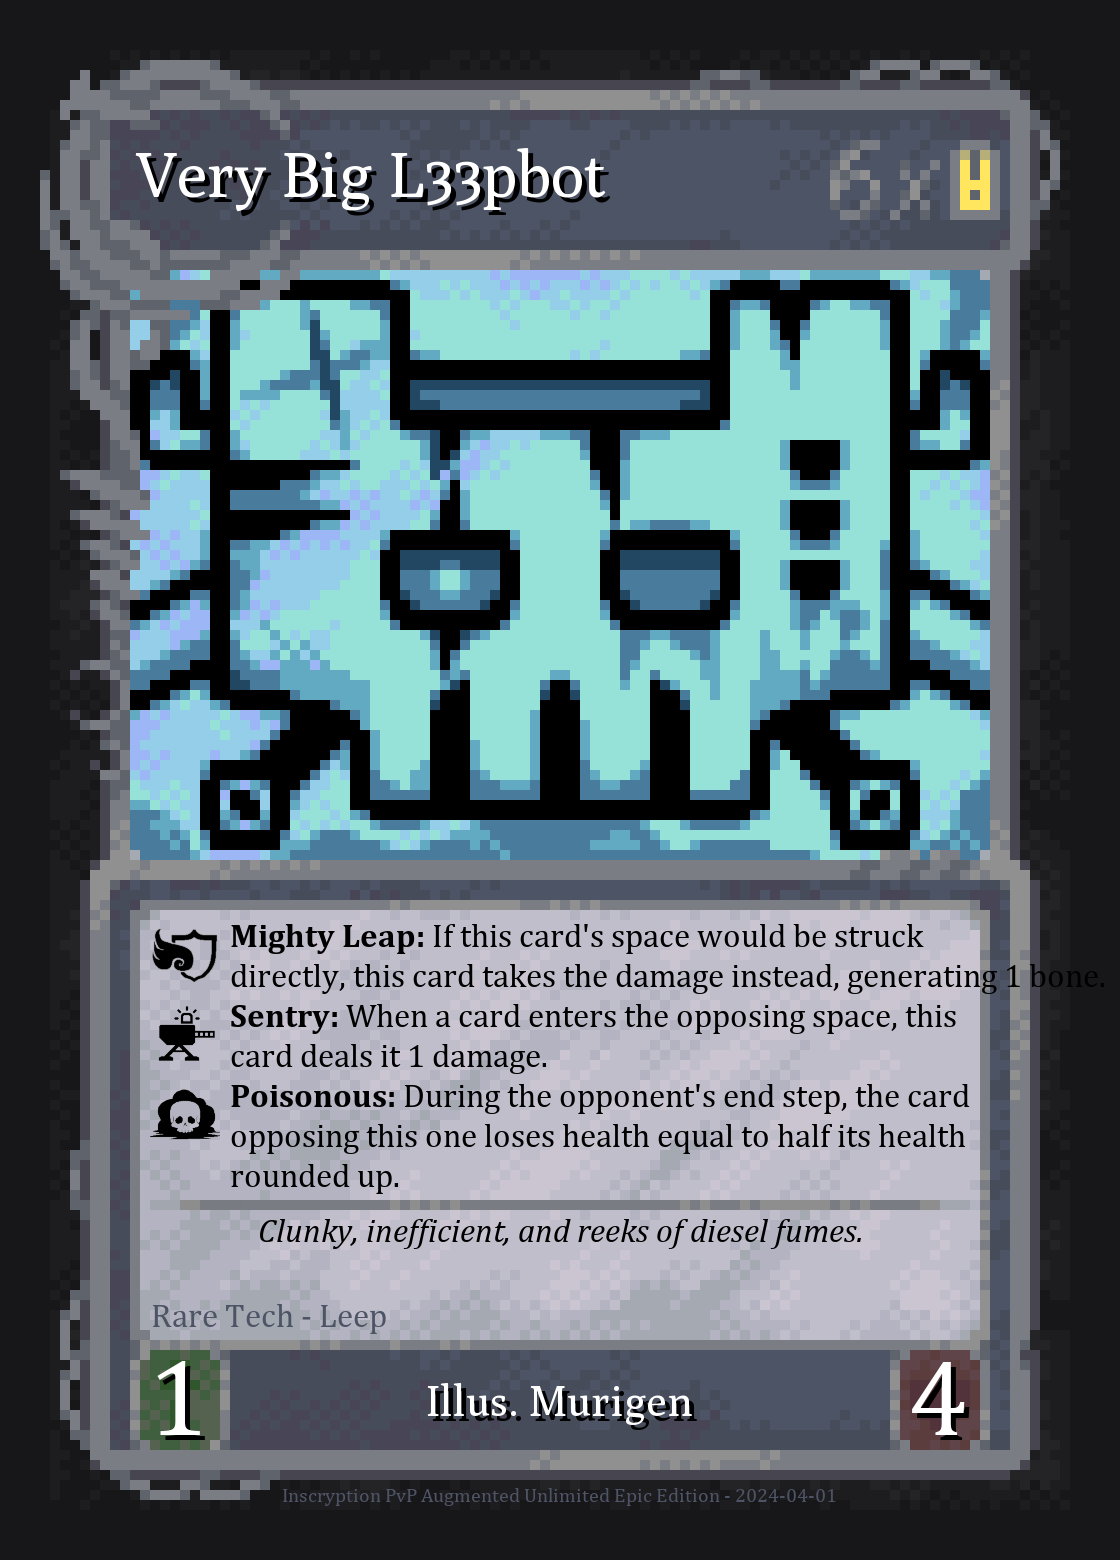 Very Big L33pbot 6x
Mighty Leap: If this card's space would be struck
directly, this card takes the damage instead, generating 1 bone.
Sentry: When a card enters the opposing space, this
card deals it 1 damage.
Poisonous: During the opponent's end step, the card
opposing this one loses health equal to half its health
rounded up.
Clunky, inefficient, and reeks of diesel fumes.
Rare Tech - Leep
1 Illus. Murigen 4
Inscryption PvP Augmented Unlimited Epic Edition - 2024-04-01